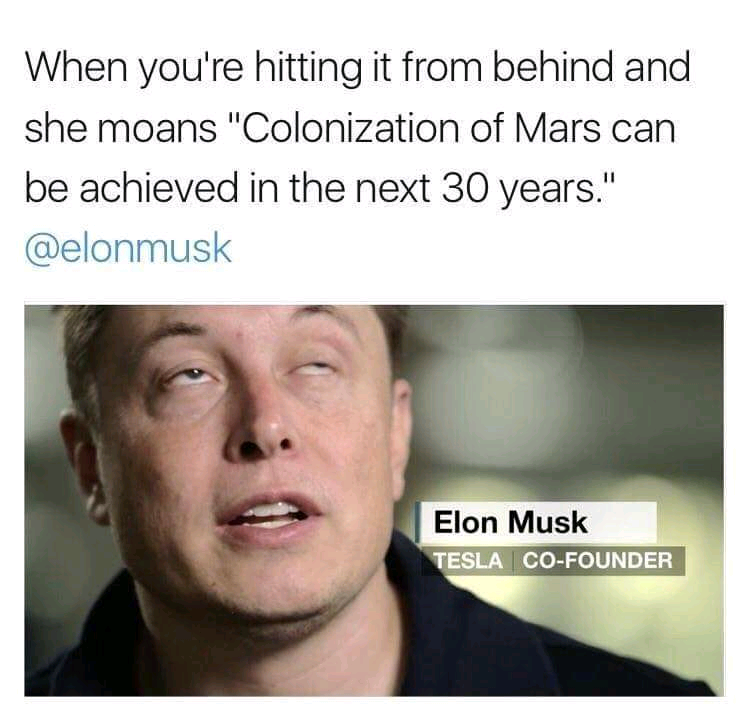 When you're hitting it from behind and
she moans "Colonization of Mars can
be achieved in the next 30 years."
@elonmusk
Elon Musk
TESLA CO-FOUNDER